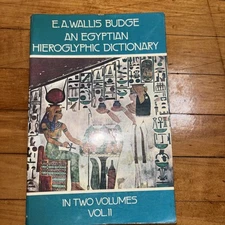 E. A. WALLIS BUDGE
AN EGYPTIAN
HIEROGLYPHIC DICTIONARY
IN TWO VOLUMES
VOL. II